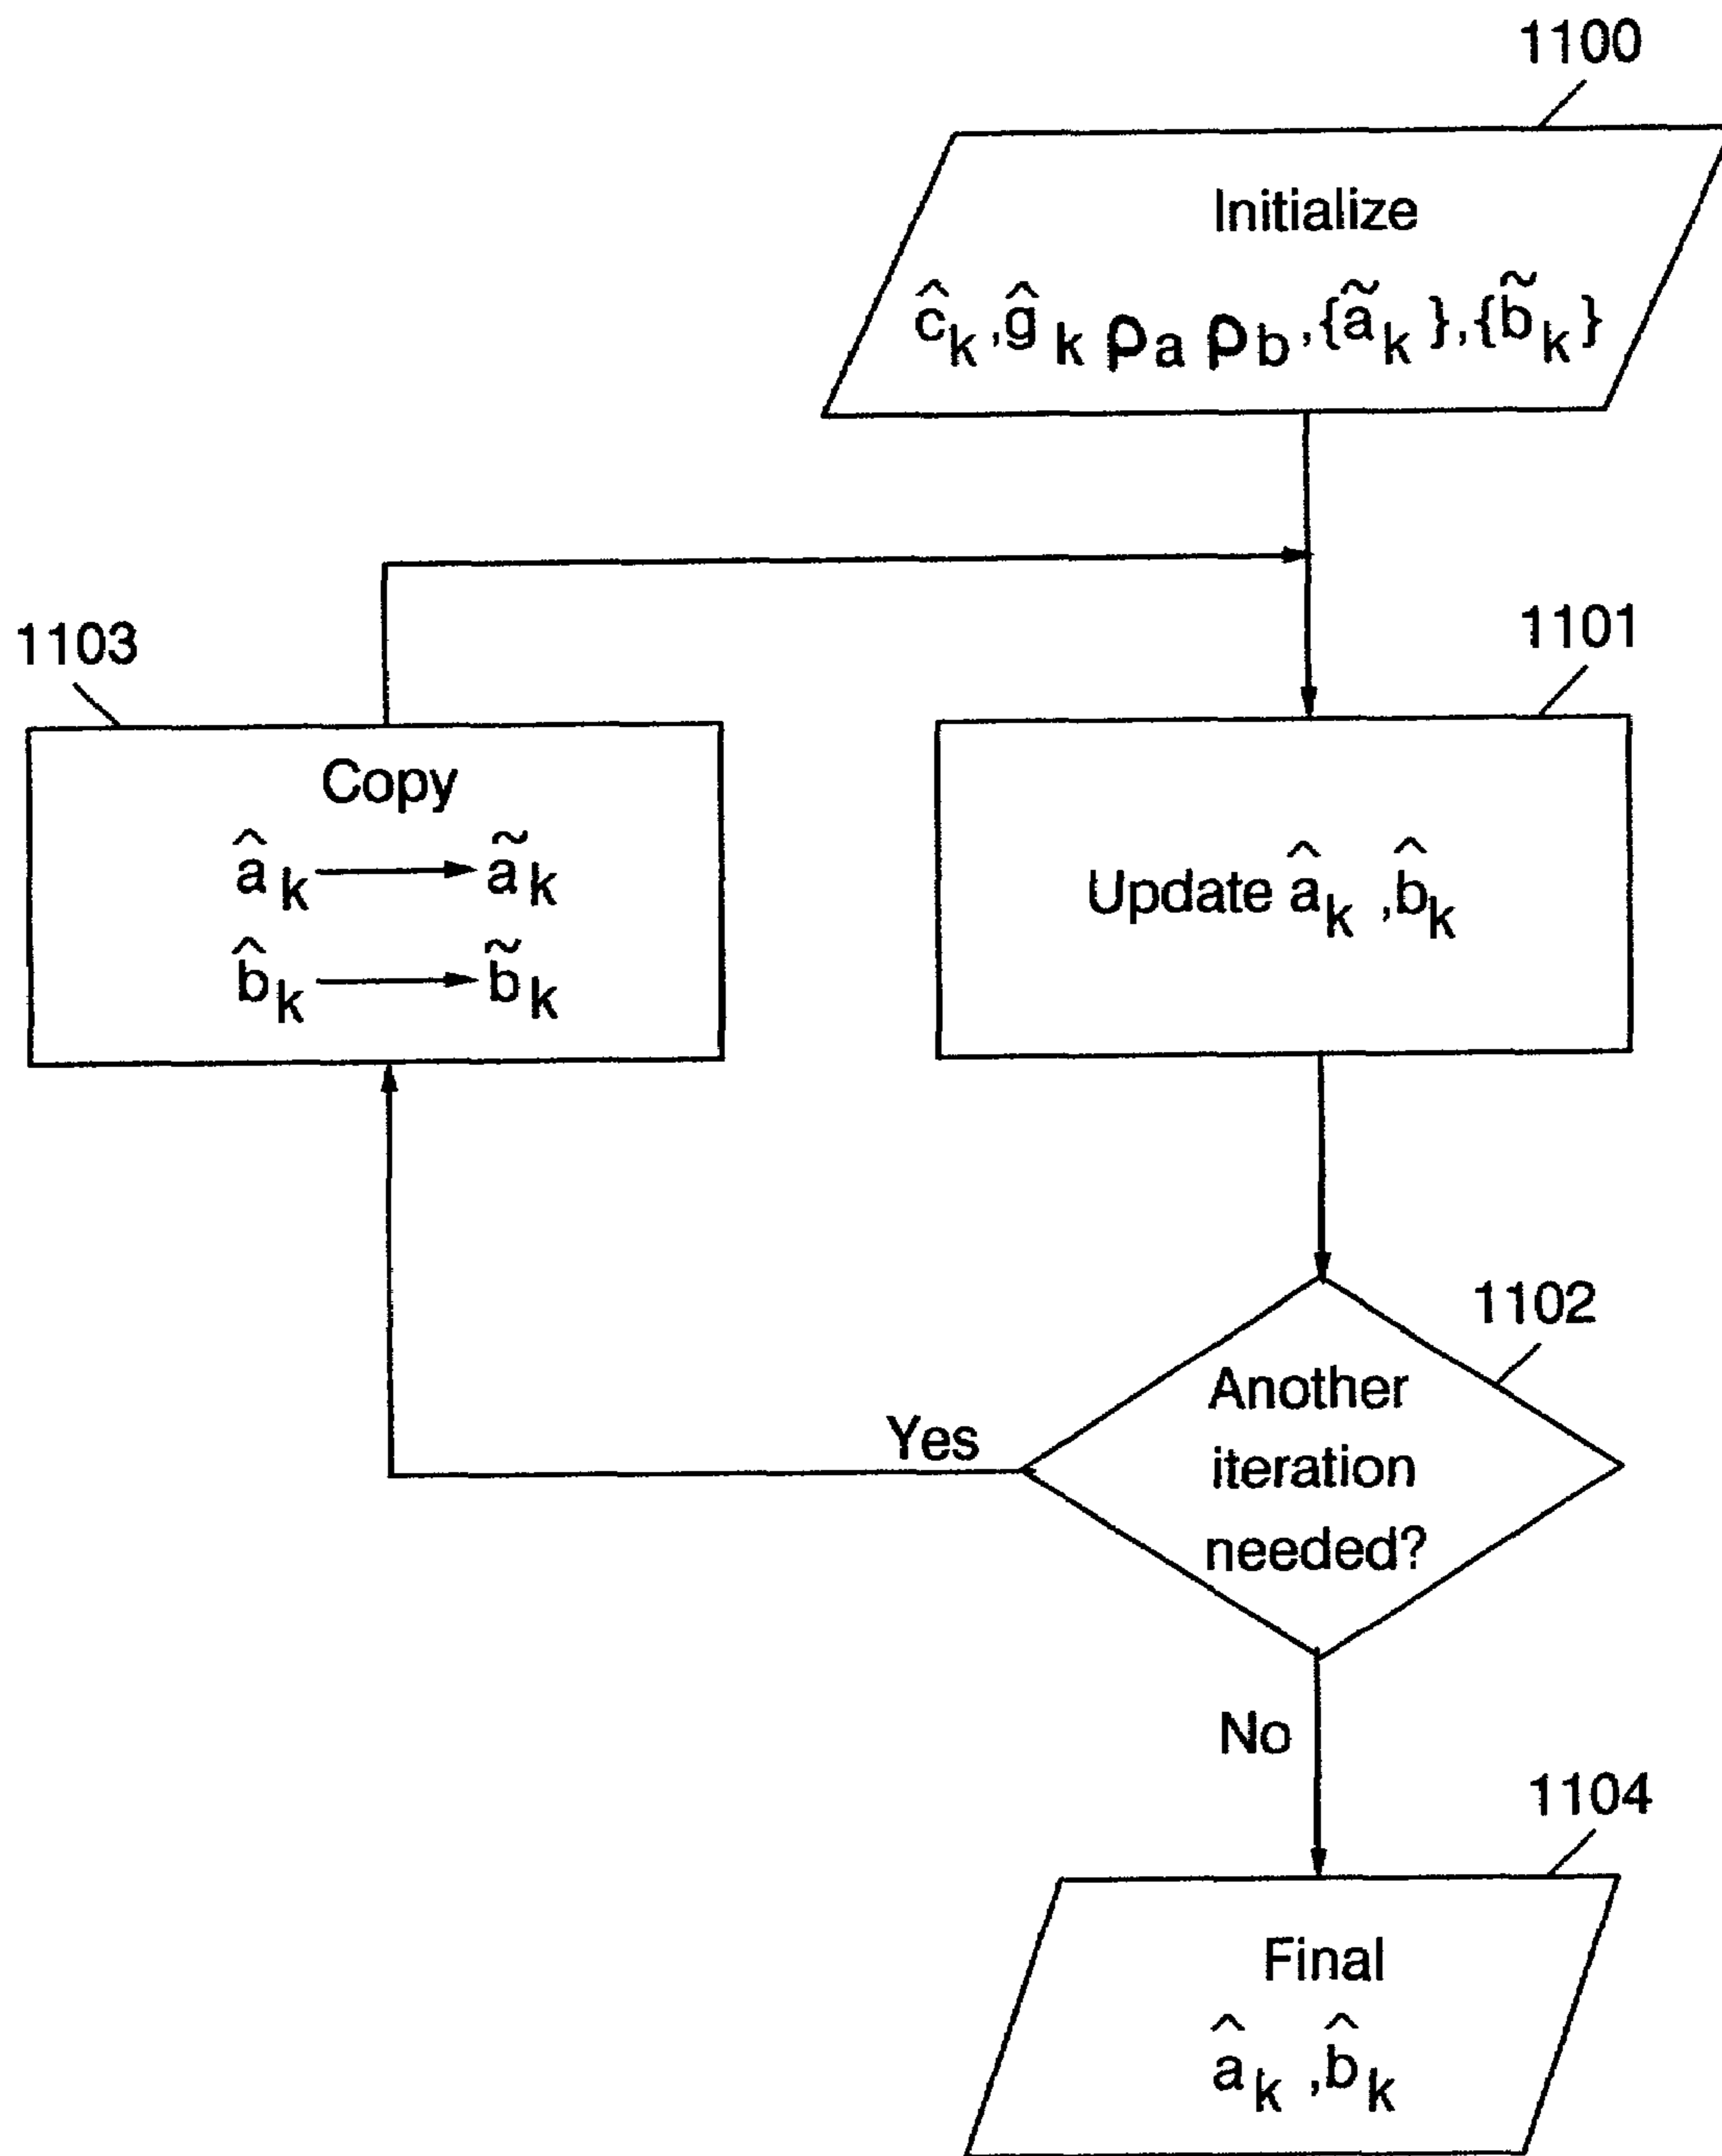 1100
Initialize
ĉk,ĝk ρa ρb,{ãk},{b̃k}
1103
1101
Copy
âk → ãk
b̂k → b̃k
Update âk ,b̂k
1102
Another
iteration
needed?
Yes
No
1104
Final
âk ,b̂k